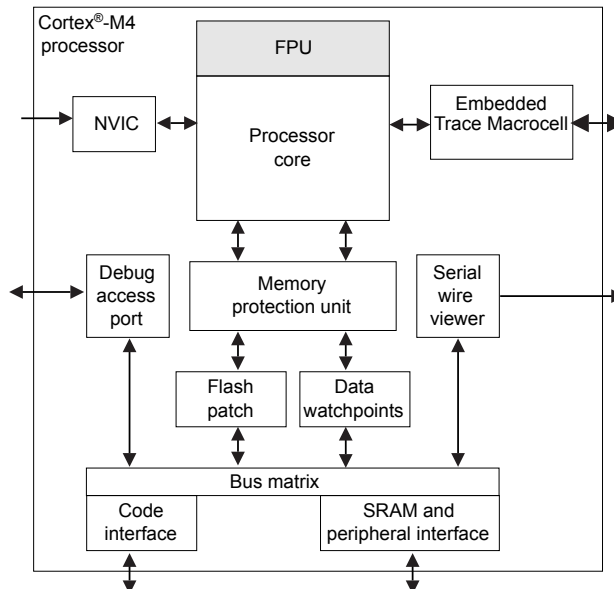 Cortex®-M4
processor
FPU
NVIC
Processor
core
Embedded
Trace Macrocell
Debug
access
port
Memory
protection unit
Serial
wire
viewer
Flash
patch
Data
watchpoints
Bus matrix
Code
interface
SRAM and
peripheral interface